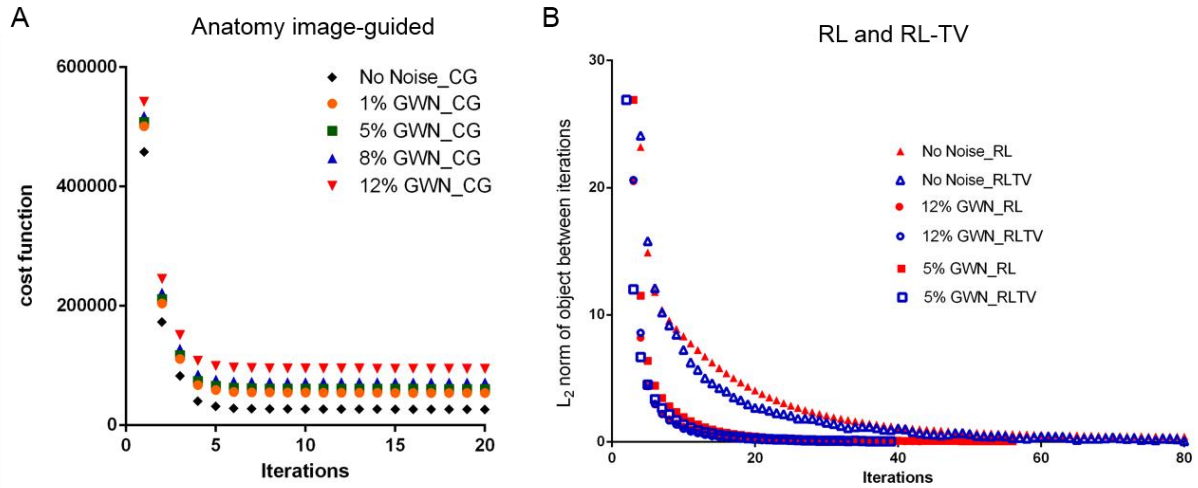 A
Anatomy image-guided
600000
400000
200000
0
cost function
0
5
10
15
20
Iterations
No Noise_CG
1% GWN_CG
5% GWN_CG
8% GWN_CG
12% GWN_CG
B
RL and RL-TV
30
20
10
0
L2 norm of object between iterations
0
20
40
60
80
Iterations
No Noise_RL
No Noise_RLTV
12% GWN_RL
12% GWN_RLTV
5% GWN_RL
5% GWN_RLTV